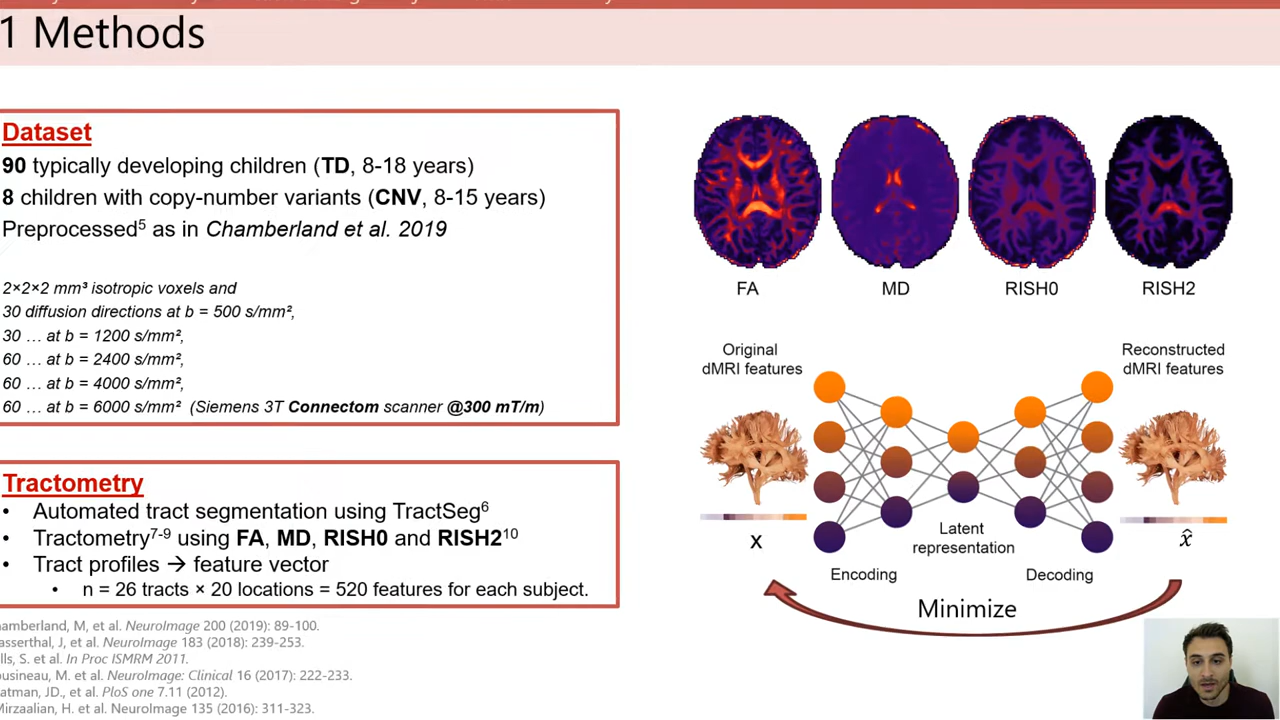 1 Methods
Dataset
90 typically developing children (TD, 8-18 years)
8 children with copy-number variants (CNV, 8-15 years)
Preprocessed⁵ as in Chamberland et al. 2019
2×2×2 mm³ isotropic voxels and
30 diffusion directions at b = 500 s/mm²,
30 … at b = 1200 s/mm²,
60 … at b = 2400 s/mm²,
60 … at b = 4000 s/mm²,
60 … at b = 6000 s/mm² (Siemens 3T Connectom scanner @300 mT/m)
Tractometry
• Automated tract segmentation using TractSeg⁶
• Tractometry⁷⁻⁹ using FA, MD, RISH0 and RISH2¹⁰
• Tract profiles → feature vector
• n = 26 tracts × 20 locations = 520 features for each subject.
amberland, M, et al. NeuroImage 200 (2019): 89-100.
asserthal, J, et al. NeuroImage 183 (2018): 239-253.
lls, S. et al. In Proc ISMRM 2011.
ousineau, M. et al. NeuroImage: Clinical 16 (2017): 222-233.
atman, JD., et al. PloS one 7.11 (2012).
Mirzaalian, H. et al. NeuroImage 135 (2016): 311-323.
FA
MD
RISH0
RISH2
Original
dMRI features
Reconstructed
dMRI features
x
Latent
representation
x̂
Encoding
Decoding
Minimize